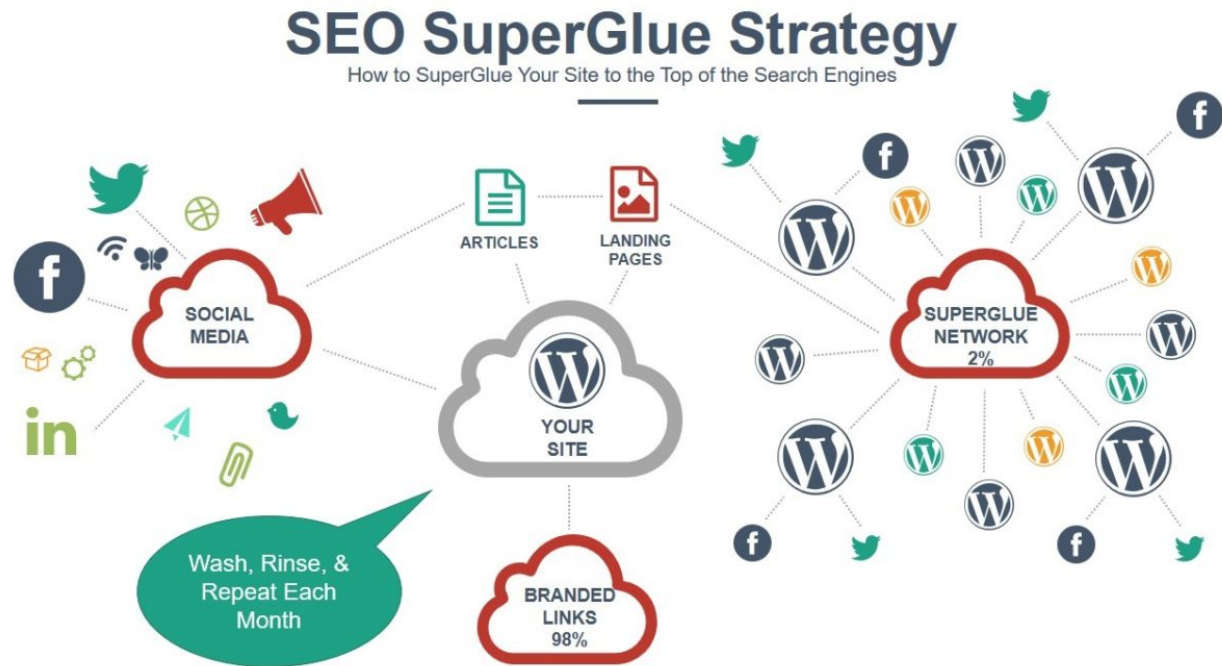 SEO SuperGlue Strategy
How to SuperGlue Your Site to the Top of the Search Engines
ARTICLES
LANDING
PAGES
SOCIAL
MEDIA
SUPERGLUE
NETWORK
2%
YOUR
SITE
Wash, Rinse, &
Repeat Each
Month
BRANDED
LINKS
98%